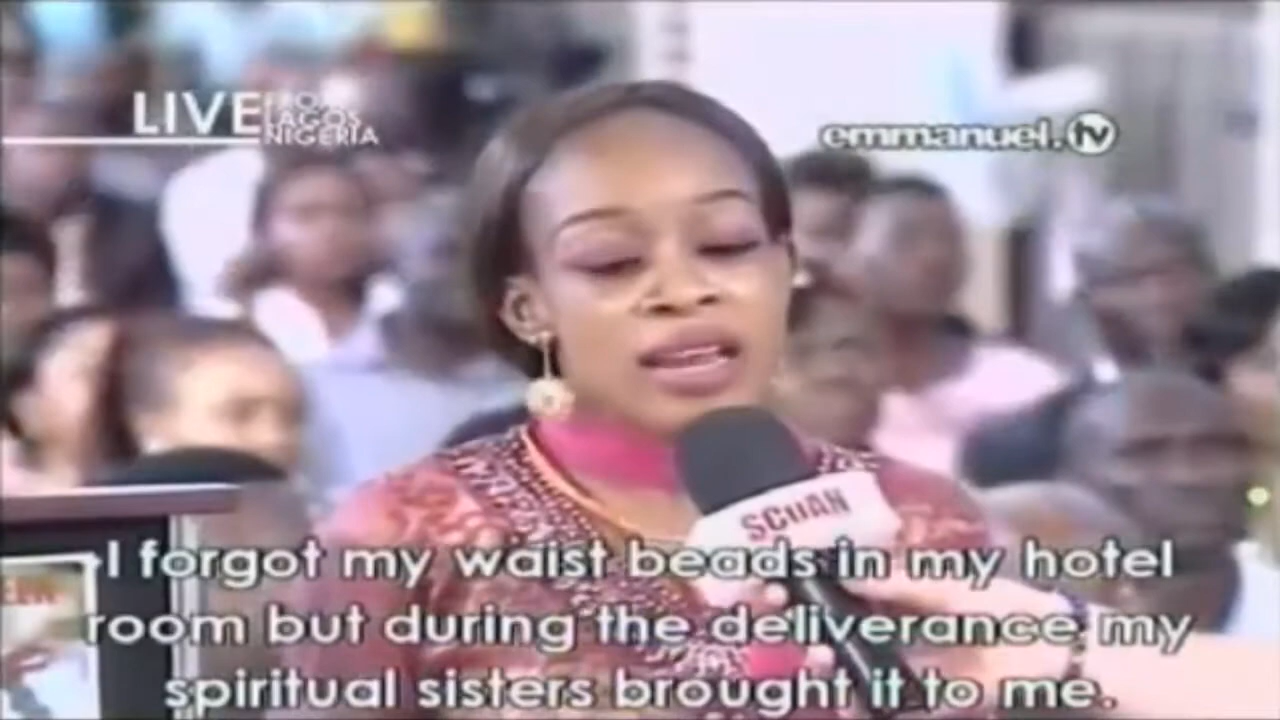 LIVE FROM
LAGOS
NIGERIA
emmanuel.tv
SCOAN
I forgot my waist beads in my hotel
room but during the deliverance my
spiritual sisters brought it to me.